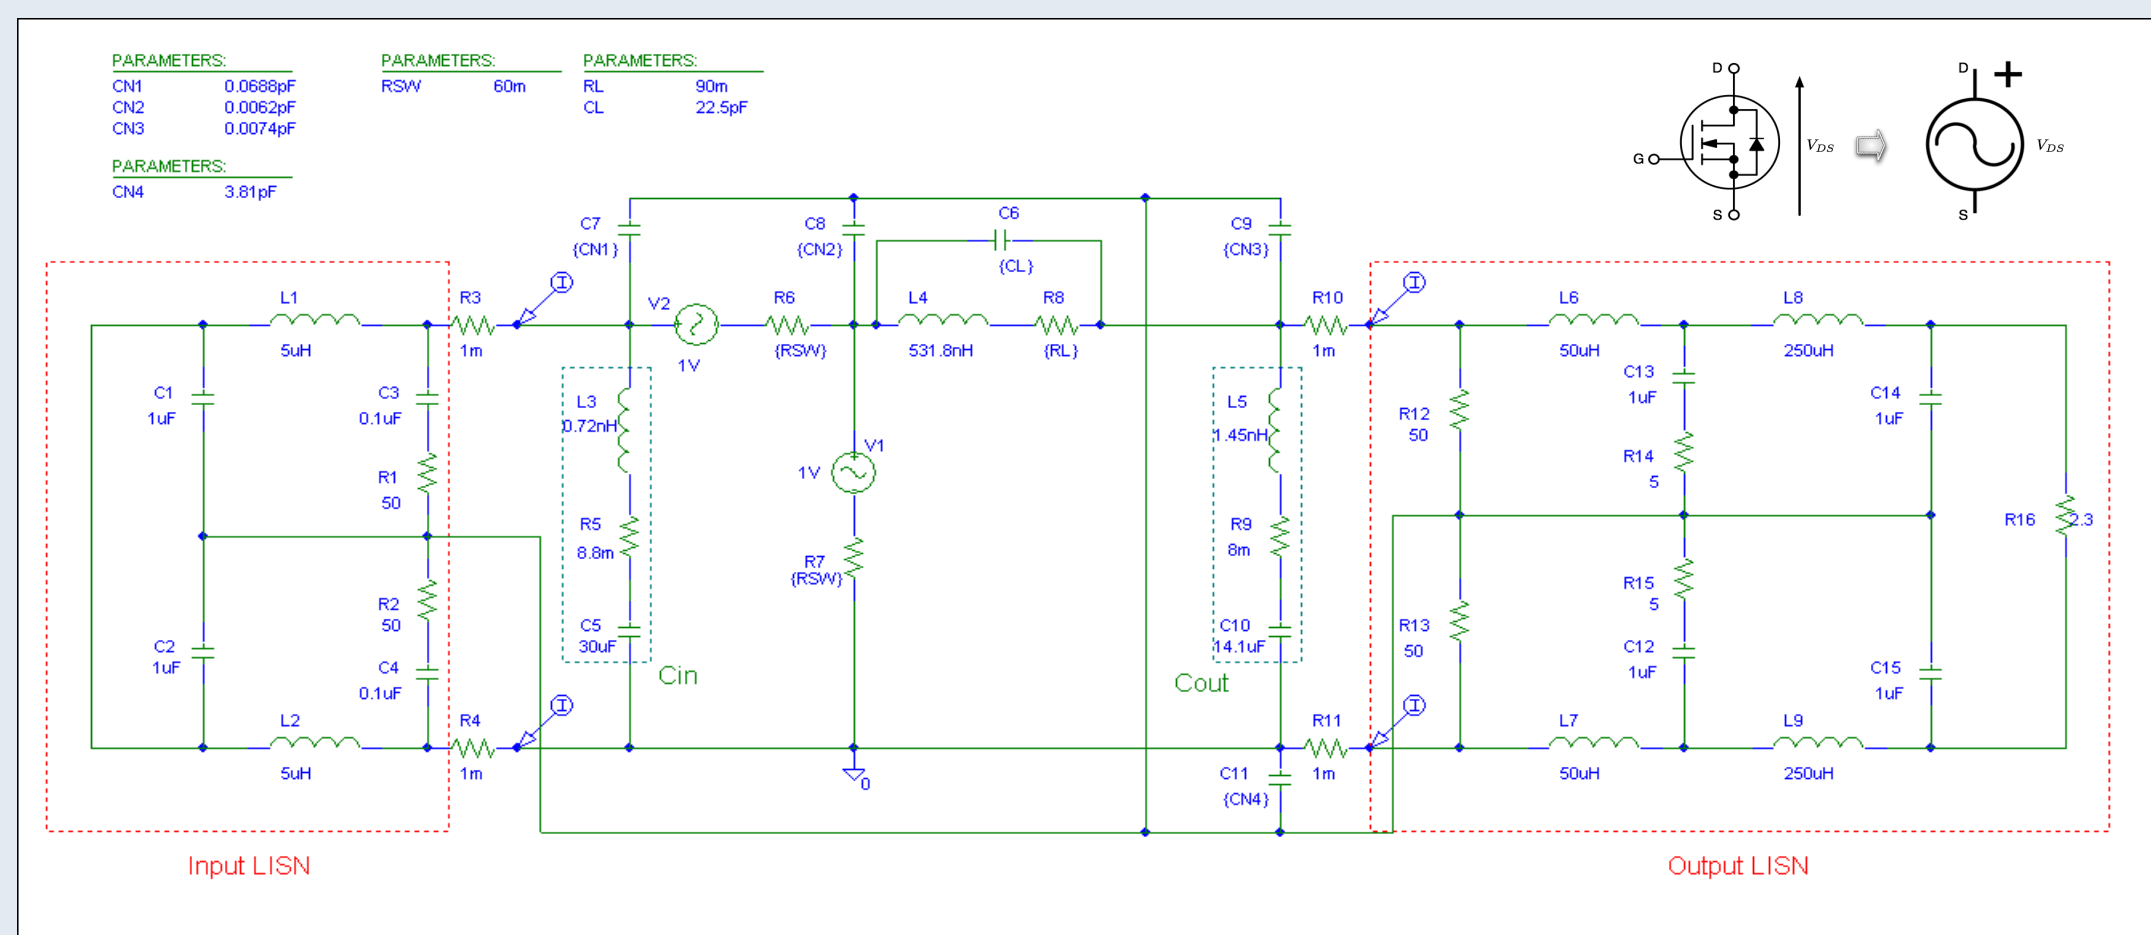 PARAMETERS:
CN1 0.0688pF
CN2 0.0062pF
CN3 0.0074pF
PARAMETERS:
CN4 3.81pF
PARAMETERS:
RSW 60m
PARAMETERS:
RL 90m
CL 22.5pF
D
G
S
V_DS
D
+
S
V_DS
C7
{CN1}
C8
{CN2}
C6
{CL}
C9
{CN3}
L1
5uH
R3
1m
I
V2
+
1V
R6
{RSW}
L4
531.8nH
R8
{RL}
R10
1m
I
L6
50uH
L8
250uH
C1
1uF
C3
0.1uF
R1
50
L3
0.72nH
R5
8.8m
C5
30uF
Cin
V1
+
1V
R7
{RSW}
L5
1.45nH
R9
8m
C10
14.1uF
Cout
R12
50
C13
1uF
R14
5
C14
1uF
R16 2.3
C2
1uF
R2
50
C4
0.1uF
R13
50
R15
5
C12
1uF
C15
1uF
L2
5uH
R4
1m
I
0
C11
{CN4}
R11
1m
I
L7
50uH
L9
250uH
Input LISN
Output LISN